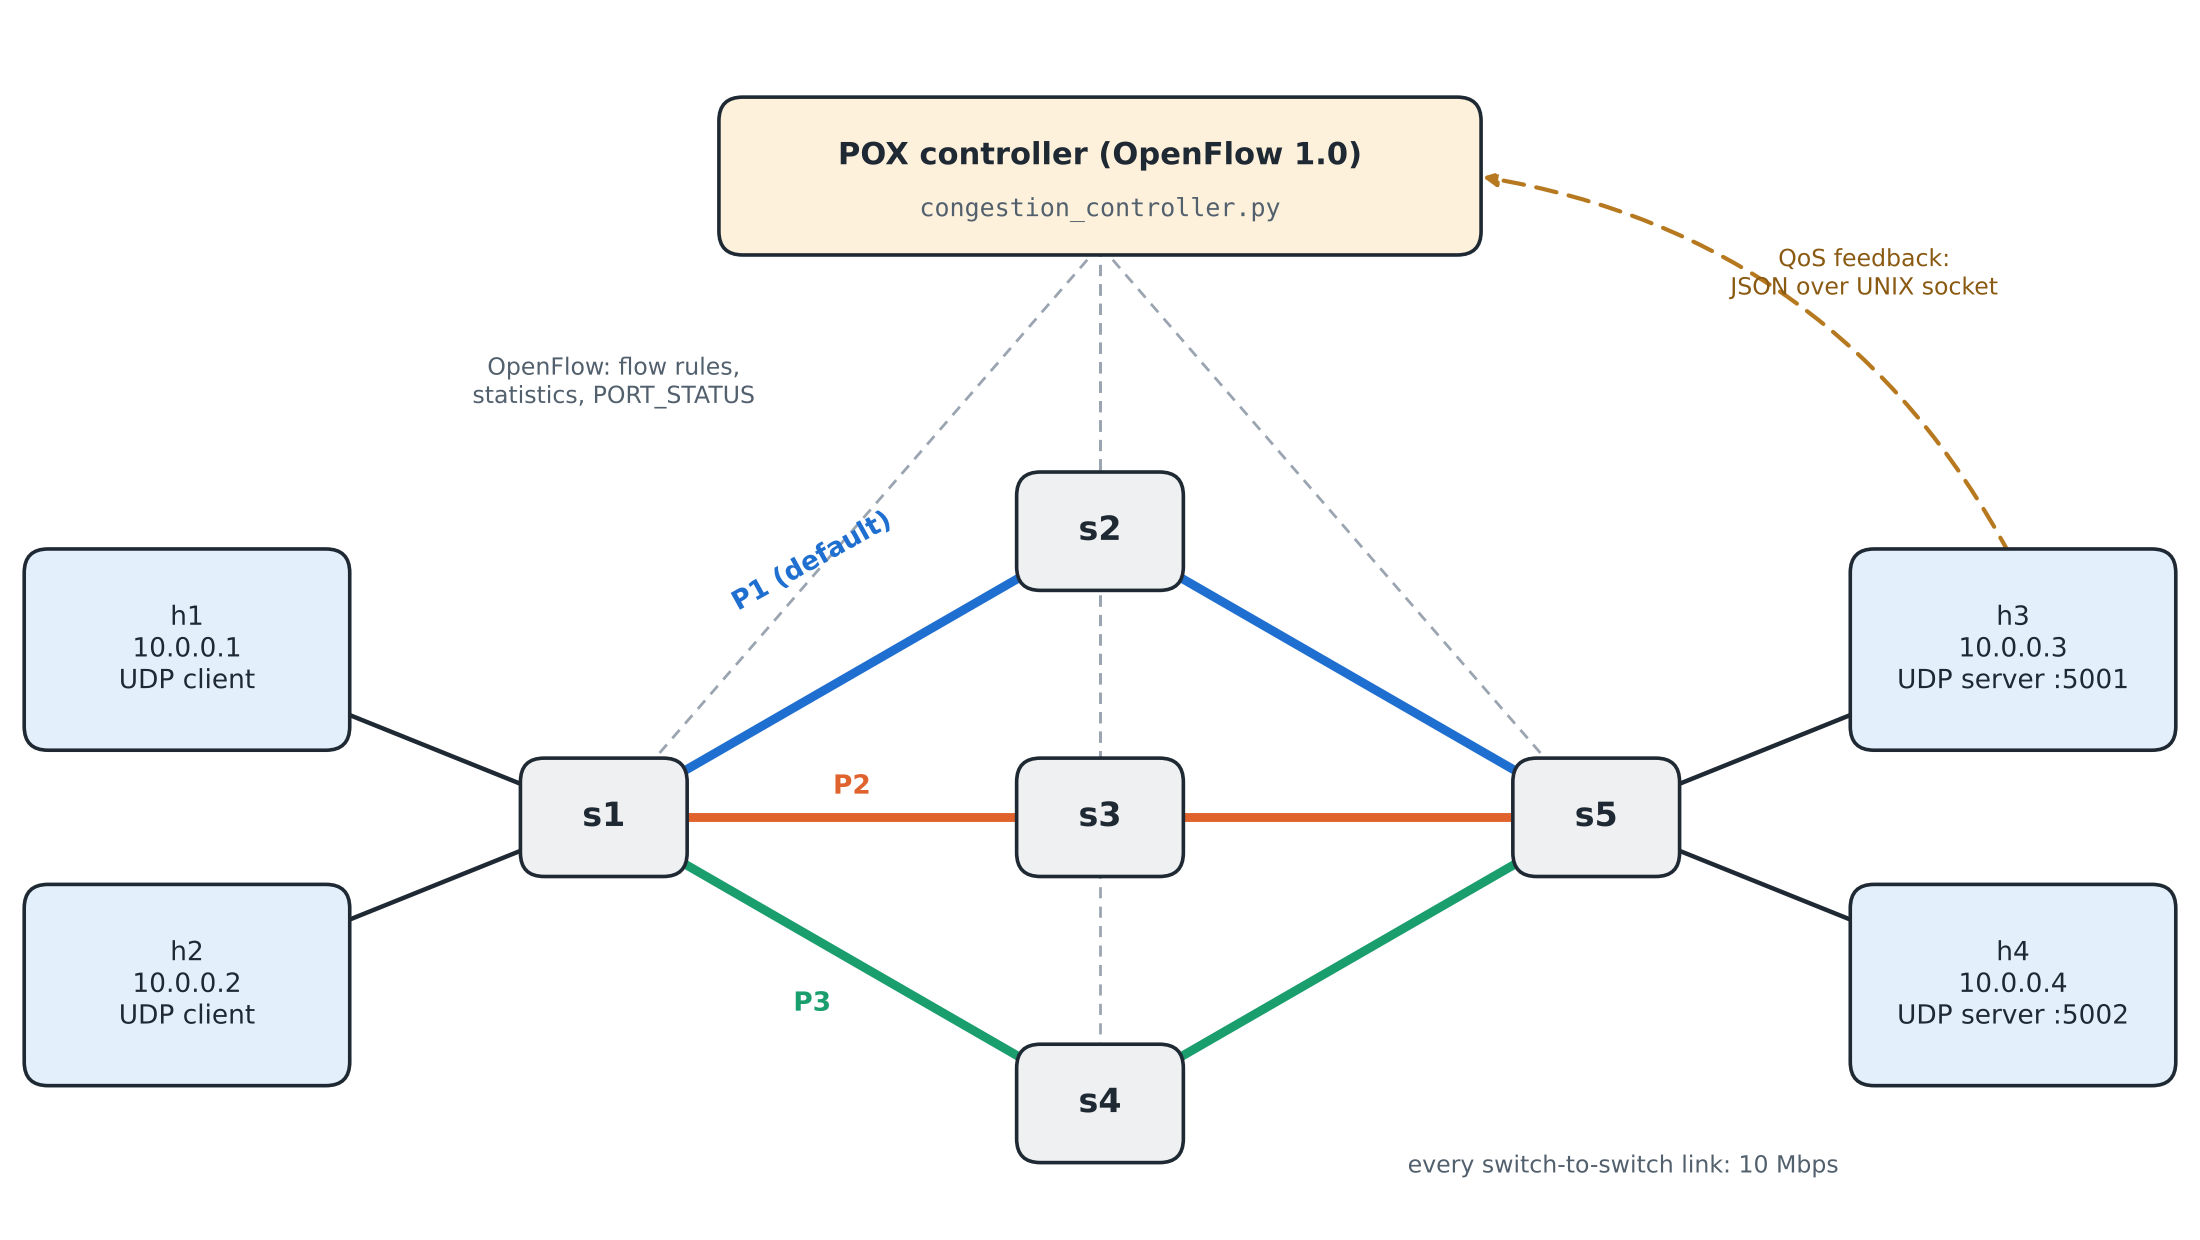 POX controller (OpenFlow 1.0)
congestion_controller.py
QoS feedback:
JSON over UNIX socket
OpenFlow: flow rules,
statistics, PORT_STATUS
P1 (default)
s2
h1
10.0.0.1
UDP client
h3
10.0.0.3
UDP server :5001
P2
s1
s3
s5
h2
10.0.0.2
UDP client
P3
h4
10.0.0.4
UDP server :5002
s4
every switch-to-switch link: 10 Mbps